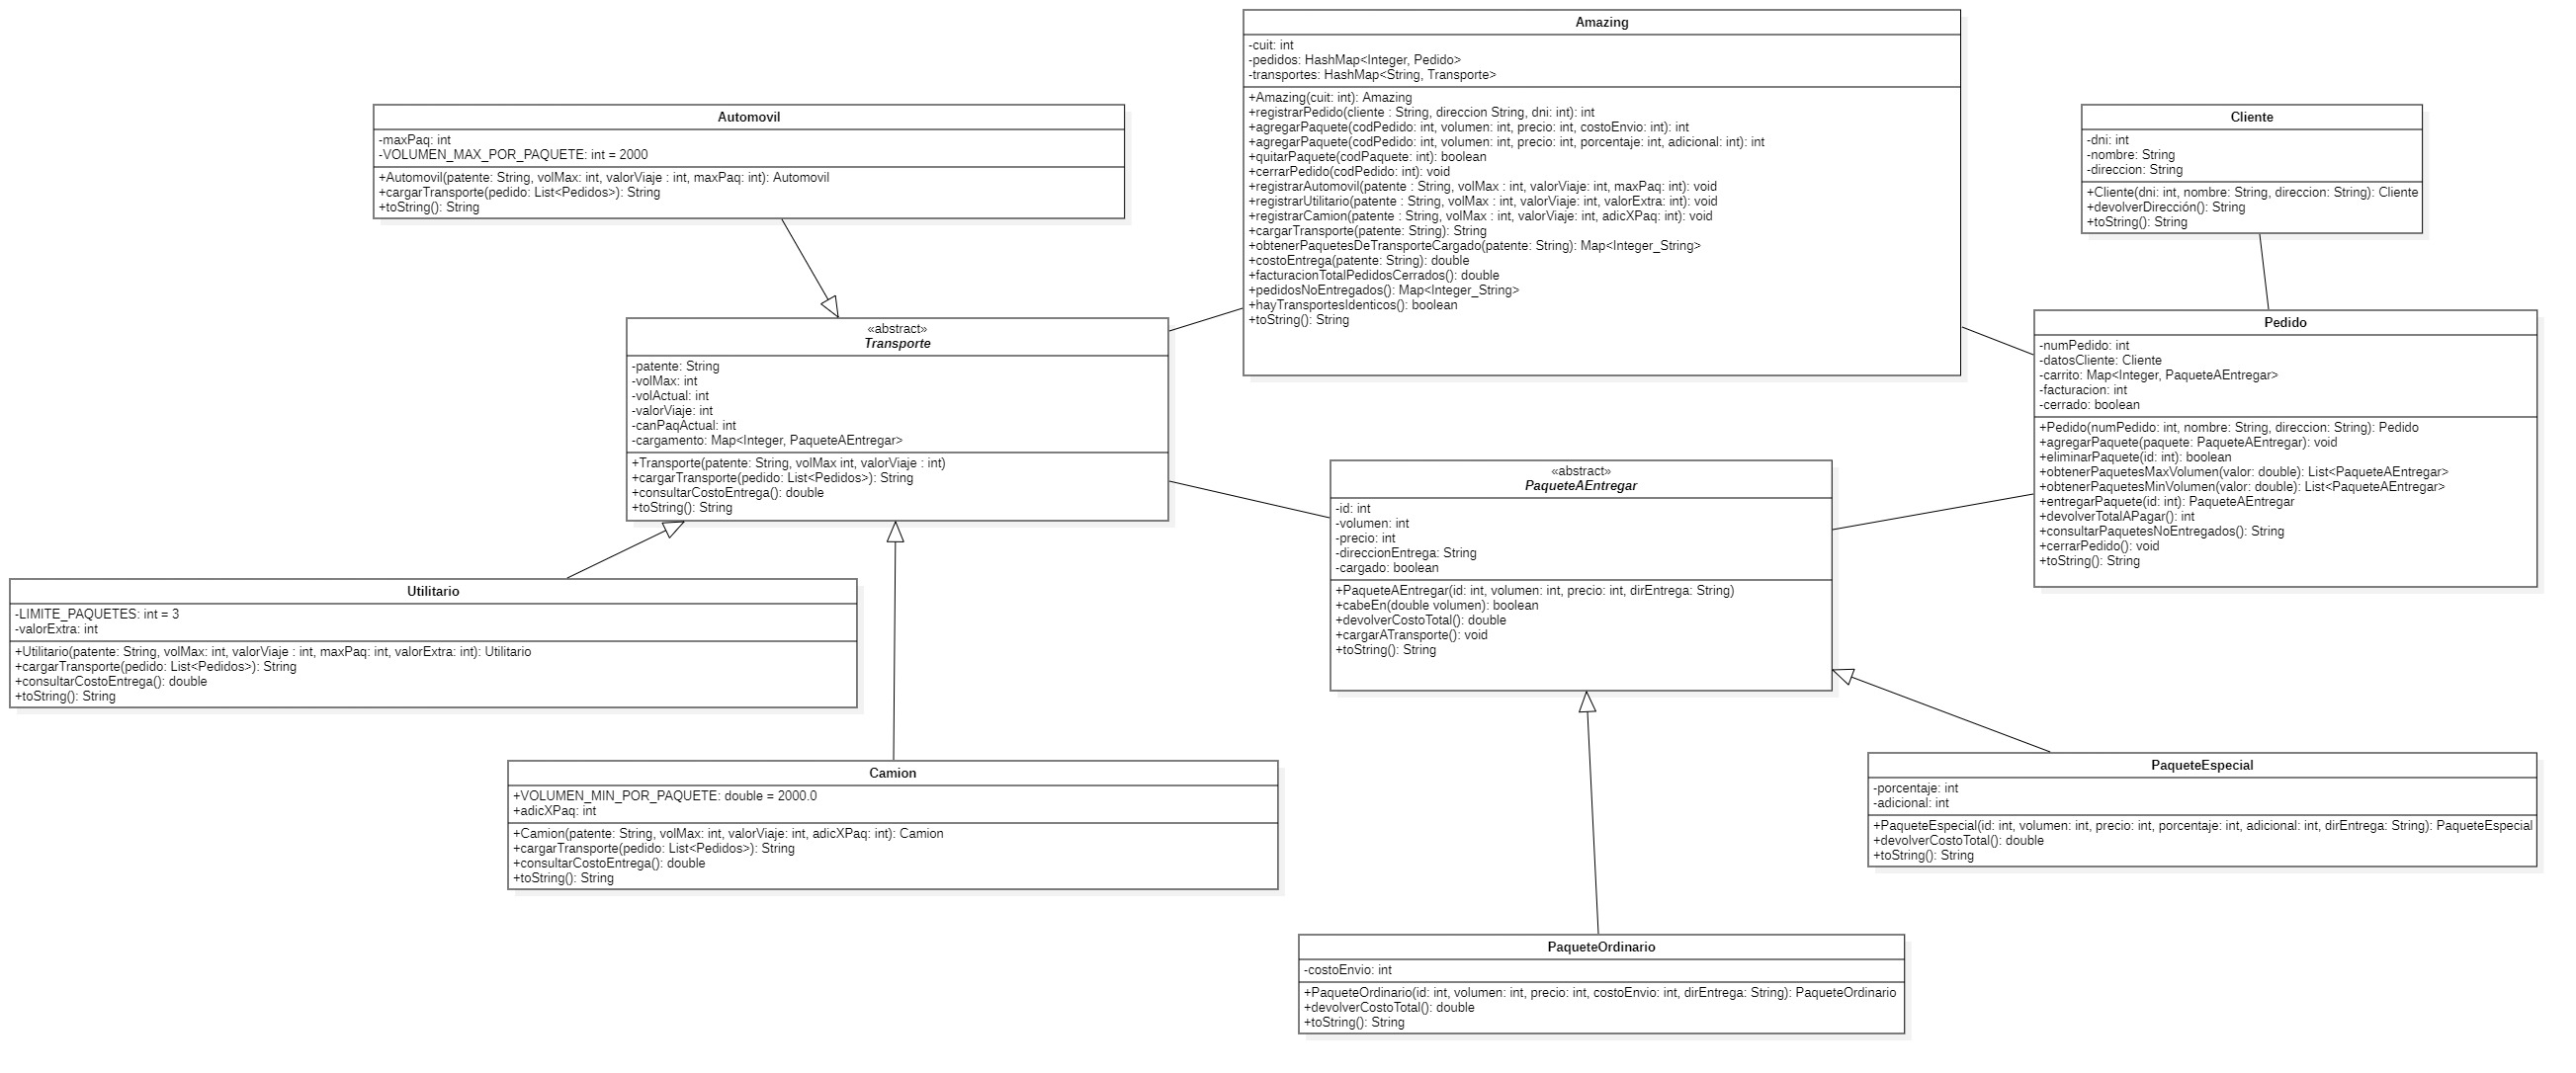 Amazing
-cuit: int
-pedidos: HashMap<Integer, Pedido>
-transportes: HashMap<String, Transporte>
+Amazing(cuit: int): Amazing
+registrarPedido(cliente : String, direccion String, dni: int): int
+agregarPaquete(codPedido: int, volumen: int, precio: int, costoEnvio: int): int
+agregarPaquete(codPedido: int, volumen: int, precio: int, porcentaje: int, adicional: int): int
+quitarPaquete(codPaquete: int): boolean
+cerrarPedido(codPedido: int): void
+registrarAutomovil(patente : String, volMax : int, valorViaje: int, maxPaq: int): void
+registrarUtilitario(patente : String, volMax : int, valorViaje: int, valorExtra: int): void
+registrarCamion(patente : String, volMax : int, valorViaje: int, adicXPaq: int): void
+cargarTransporte(patente: String): String
+obtenerPaquetesDeTransporteCargado(patente: String): Map<Integer_String>
+costoEntrega(patente: String): double
+facturacionTotalPedidosCerrados(): double
+pedidosNoEntregados(): Map<Integer_String>
+hayTransportesIdenticos(): boolean
+toString(): String
Automovil
-maxPaq: int
-VOLUMEN_MAX_POR_PAQUETE: int = 2000
+Automovil(patente: String, volMax: int, valorViaje : int, maxPaq: int): Automovil
+cargarTransporte(pedido: List<Pedidos>): String
+toString(): String
Cliente
-dni: int
-nombre: String
-direccion: String
+Cliente(dni: int, nombre: String, direccion: String): Cliente
+devolverDirección(): String
+toString(): String
«abstract»
Transporte
-patente: String
-volMax: int
-volActual: int
-valorViaje: int
-canPaqActual: int
-cargamento: Map<Integer, PaqueteAEntregar>
+Transporte(patente: String, volMax int, valorViaje : int)
+cargarTransporte(pedido: List<Pedidos>): String
+consultarCostoEntrega(): double
+toString(): String
Pedido
-numPedido: int
-datosCliente: Cliente
-carrito: Map<Integer, PaqueteAEntregar>
-facturacion: int
-cerrado: boolean
+Pedido(numPedido: int, nombre: String, direccion: String): Pedido
+agregarPaquete(paquete: PaqueteAEntregar): void
+eliminarPaquete(id: int): boolean
+obtenerPaquetesMaxVolumen(valor: double): List<PaqueteAEntregar>
+obtenerPaquetesMinVolumen(valor: double): List<PaqueteAEntregar>
+entregarPaquete(id: int): PaqueteAEntregar
+devolverTotalAPagar(): int
+consultarPaquetesNoEntregados(): String
+cerrarPedido(): void
+toString(): String
«abstract»
PaqueteAEntregar
-id: int
-volumen: int
-precio: int
-direccionEntrega: String
-cargado: boolean
+PaqueteAEntregar(id: int, volumen: int, precio: int, dirEntrega: String)
+cabeEn(double volumen): boolean
+devolverCostoTotal(): double
+cargarATransporte(): void
+toString(): String
Utilitario
-LIMITE_PAQUETES: int = 3
-valorExtra: int
+Utilitario(patente: String, volMax: int, valorViaje : int, maxPaq: int, valorExtra: int): Utilitario
+cargarTransporte(pedido: List<Pedidos>): String
+consultarCostoEntrega(): double
+toString(): String
Camion
+VOLUMEN_MIN_POR_PAQUETE: double = 2000.0
+adicXPaq: int
+Camion(patente: String, volMax: int, valorViaje: int, adicXPaq: int): Camion
+cargarTransporte(pedido: List<Pedidos>): String
+consultarCostoEntrega(): double
+toString(): String
PaqueteEspecial
-porcentaje: int
-adicional: int
+PaqueteEspecial(id: int, volumen: int, precio: int, porcentaje: int, adicional: int, dirEntrega: String): PaqueteEspecial
+devolverCostoTotal(): double
+toString(): String
PaqueteOrdinario
-costoEnvio: int
+PaqueteOrdinario(id: int, volumen: int, precio: int, costoEnvio: int, dirEntrega: String): PaqueteOrdinario
+devolverCostoTotal(): double
+toString(): String